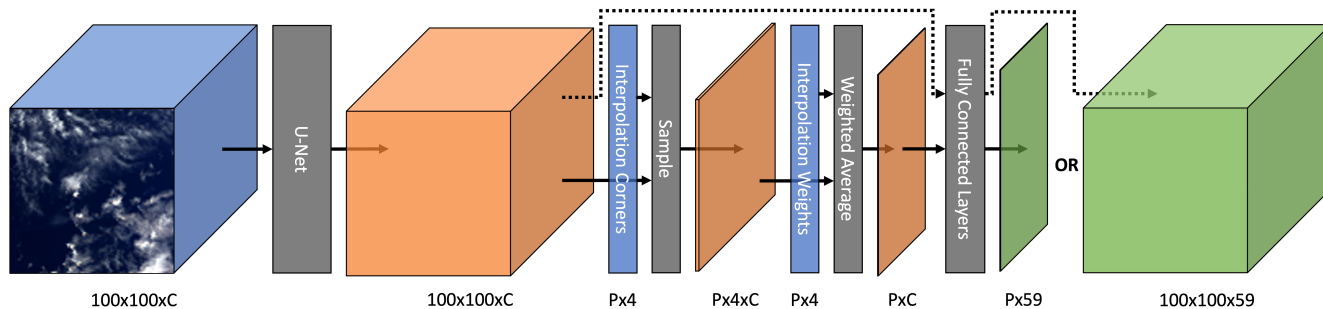 U-Net
Interpolation Corners
Sample
Interpolation Weights
Weighted Average
Fully Connected Layers
OR
100x100xC
100x100xC
Px4
Px4xC
Px4
PxC
Px59
100x100x59